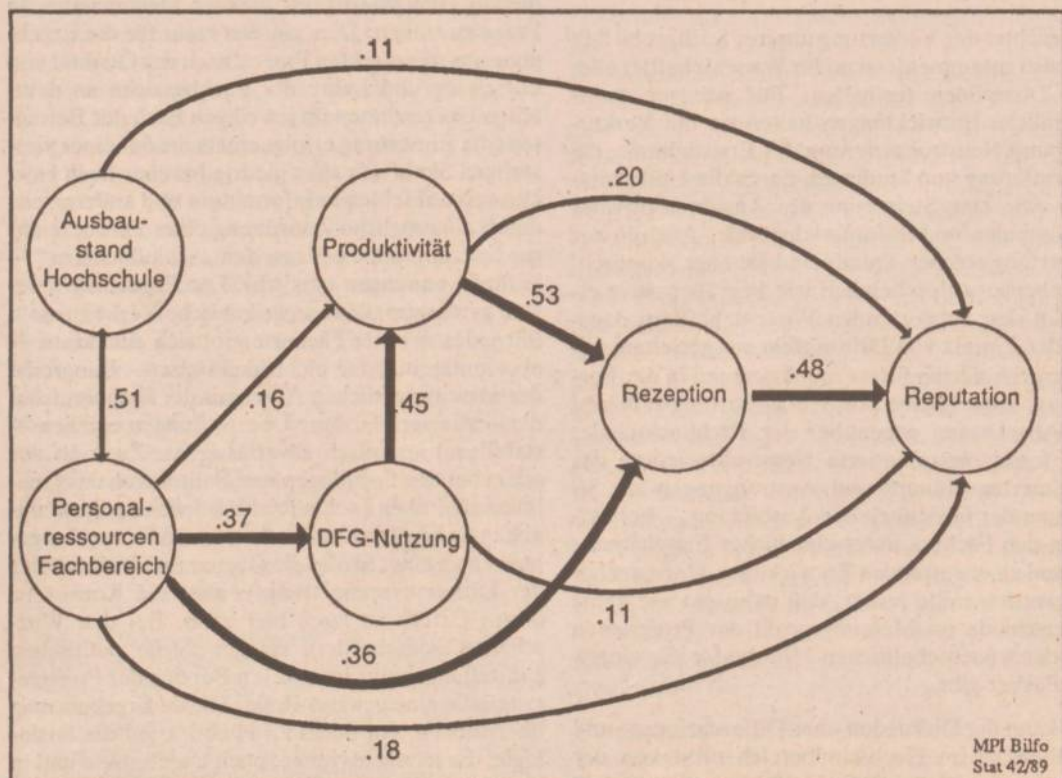 .11
.20
Ausbau-
stand
Hochschule
Produktivität
.53
.51
.16
.45
Rezeption
.48
Reputation
Personal-
ressourcen
Fachbereich
.37
DFG-Nutzung
.36
.11
.18
MPI Bilfo
Stat 42/89